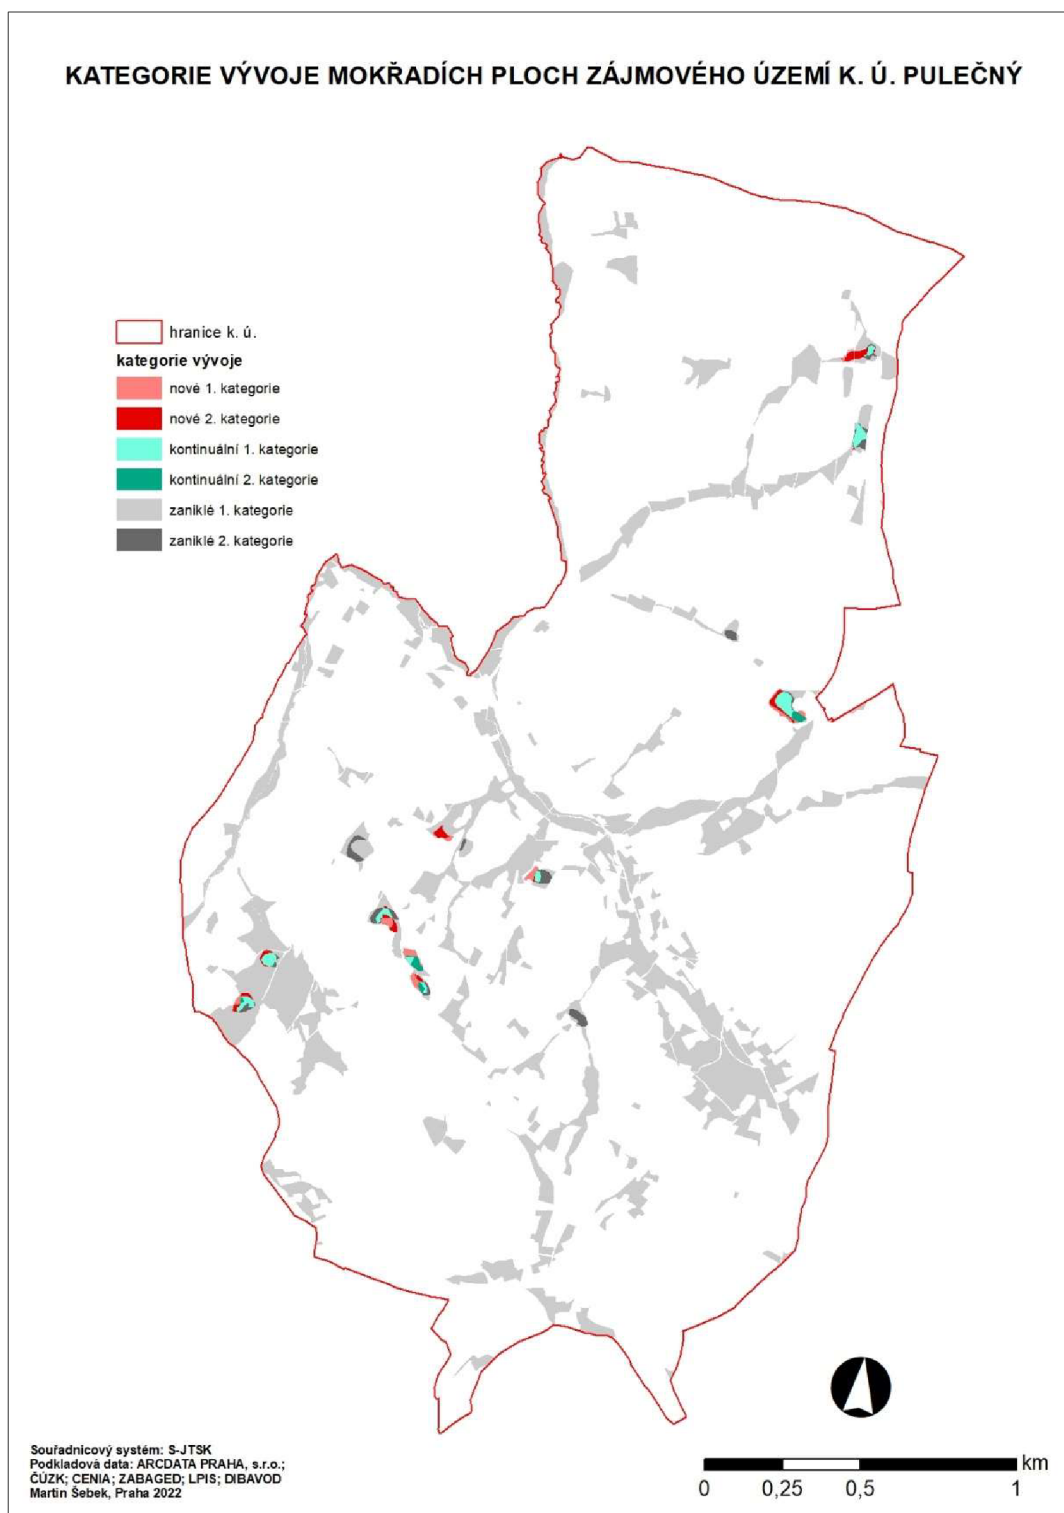 KATEGORIE VÝVOJE MOKŘADÍCH PLOCH ZÁJMOVÉHO ÚZEMÍ K. Ú. PULEČNÝ
hranice k. ú.
kategorie vývoje
nové 1. kategorie
nové 2. kategorie
kontinuální 1. kategorie
kontinuální 2. kategorie
zaniklé 1. kategorie
zaniklé 2. kategorie
Souřadnicový systém: S-JTSK
Podkladová data: ARCDATA PRAHA, s.r.o.;
ČÚZK; CENIA; ZABAGED; LPIS; DIBAVOD
Martin Šebek, Praha 2022
km
0 0,25 0,5 1